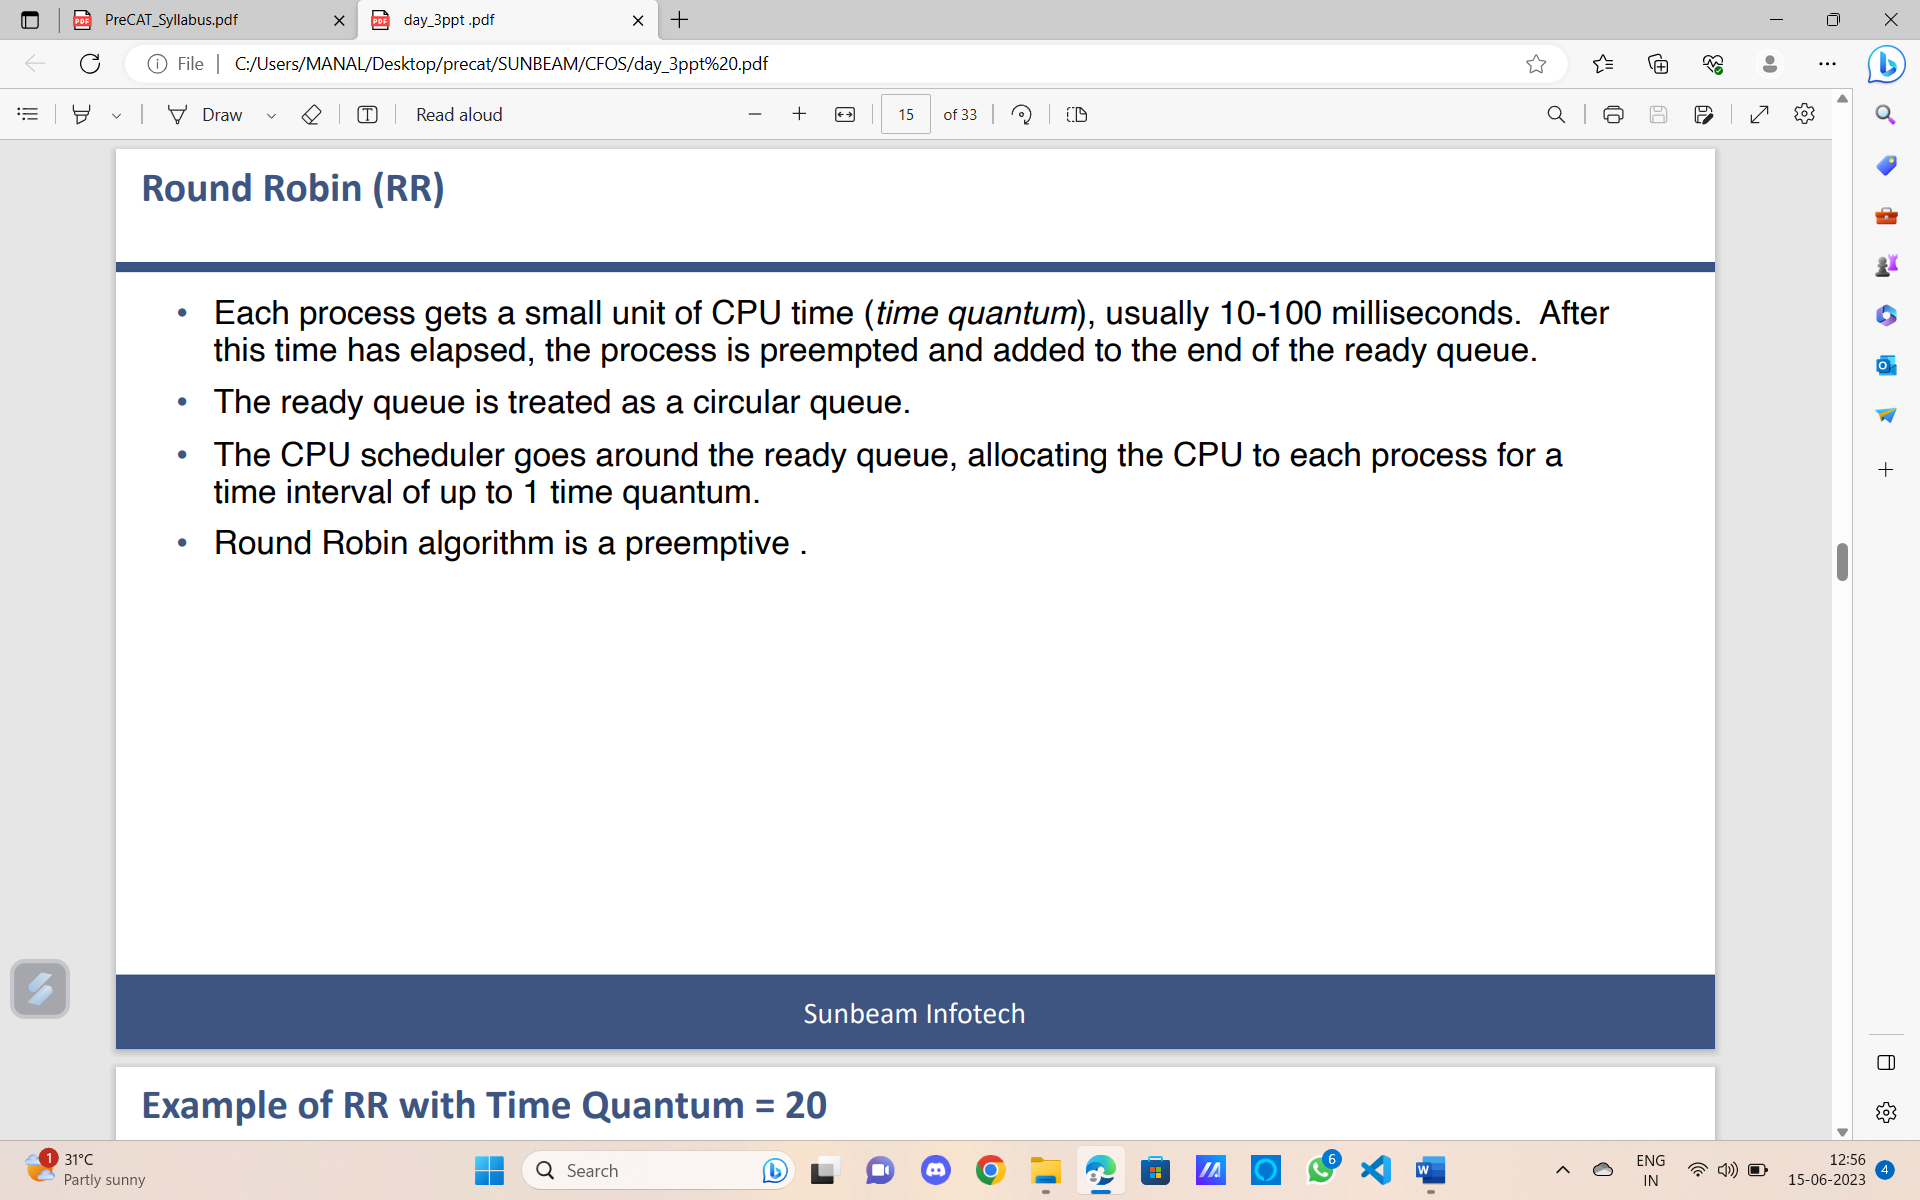 PreCAT_Syllabus.pdf
day_3ppt .pdf
File
C:/Users/MANAL/Desktop/precat/SUNBEAM/CFOS/day_3ppt%20.pdf
Draw
Read aloud
15
of 33
Round Robin (RR)
• Each process gets a small unit of CPU time (time quantum), usually 10-100 milliseconds. After
this time has elapsed, the process is preempted and added to the end of the ready queue.
• The ready queue is treated as a circular queue.
• The CPU scheduler goes around the ready queue, allocating the CPU to each process for a
time interval of up to 1 time quantum.
• Round Robin algorithm is a preemptive .
Sunbeam Infotech
Example of RR with Time Quantum = 20
1
31°C
Partly sunny
Search
6
ENG
IN
12:56
15-06-2023
4